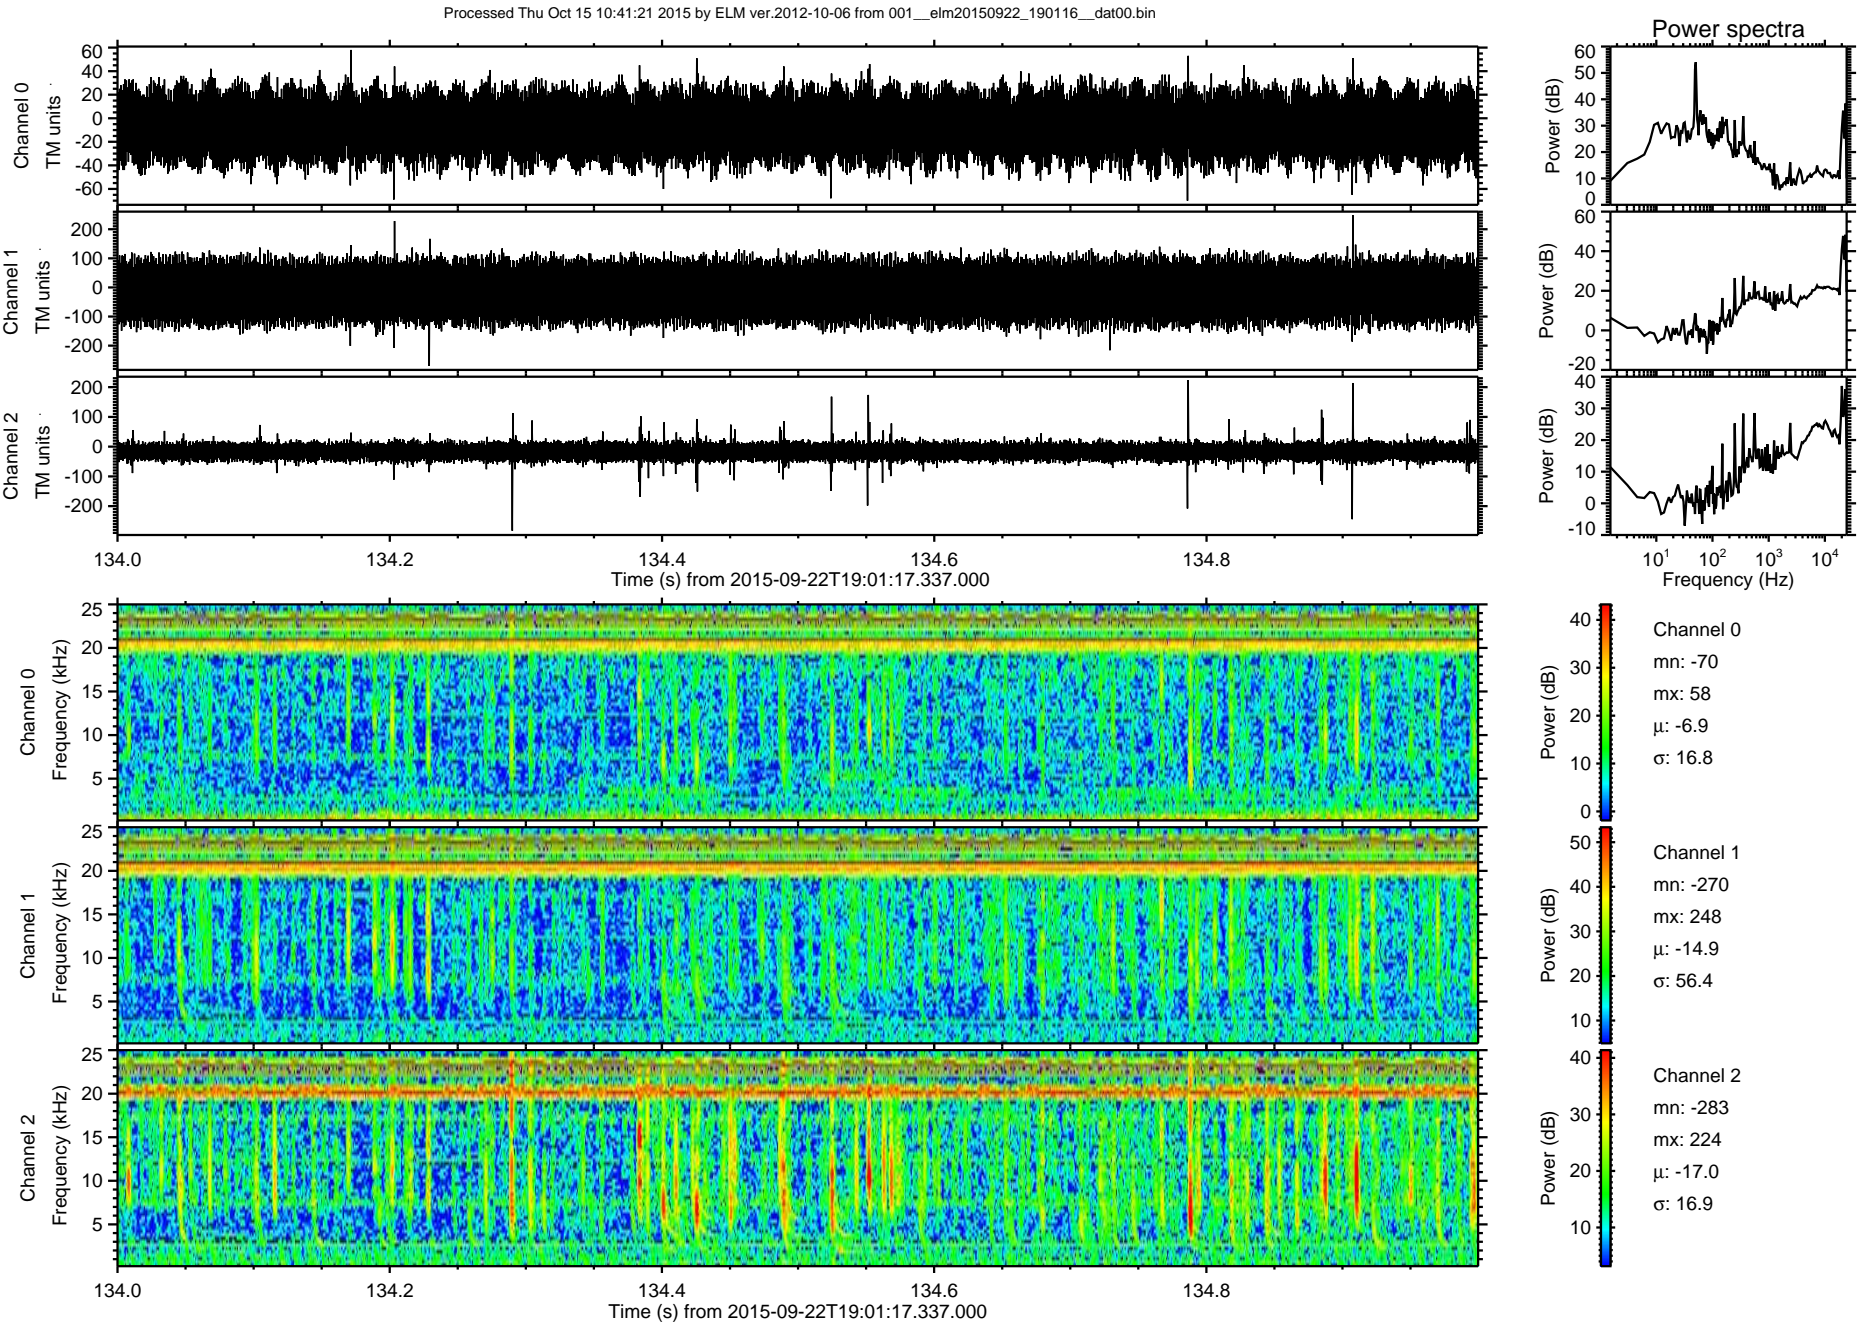 Processed Thu Oct 15 10:41:21 2015 by ELM ver.2012-10-06 from 001__elm20150922_190116__dat00.bin
Power spectra
Channel 0
TM units
60
40
20
0
-20
-40
-60
Power (dB)
60
50
40
30
20
10
0
Channel 1
TM units
200
100
0
-100
-200
Power (dB)
60
40
20
0
-20
Channel 2
TM units
200
100
0
-100
-200
Power (dB)
40
30
20
10
0
-10
134.0 134.2 134.4 134.6 134.8
Time (s) from 2015-09-22T19:01:17.337.000
10^1 10^2 10^3 10^4
Frequency (Hz)
Channel 0
Frequency (kHz)
25
20
15
10
5
Power (dB)
40
30
20
10
0
Channel 0
mn: -70
mx: 58
μ: -6.9
σ: 16.8
Channel 1
Frequency (kHz)
25
20
15
10
5
Power (dB)
50
40
30
20
10
Channel 1
mn: -270
mx: 248
μ: -14.9
σ: 56.4
Channel 2
Frequency (kHz)
25
20
15
10
5
Power (dB)
40
30
20
10
Channel 2
mn: -283
mx: 224
μ: -17.0
σ: 16.9
134.0 134.2 134.4 134.6 134.8
Time (s) from 2015-09-22T19:01:17.337.000